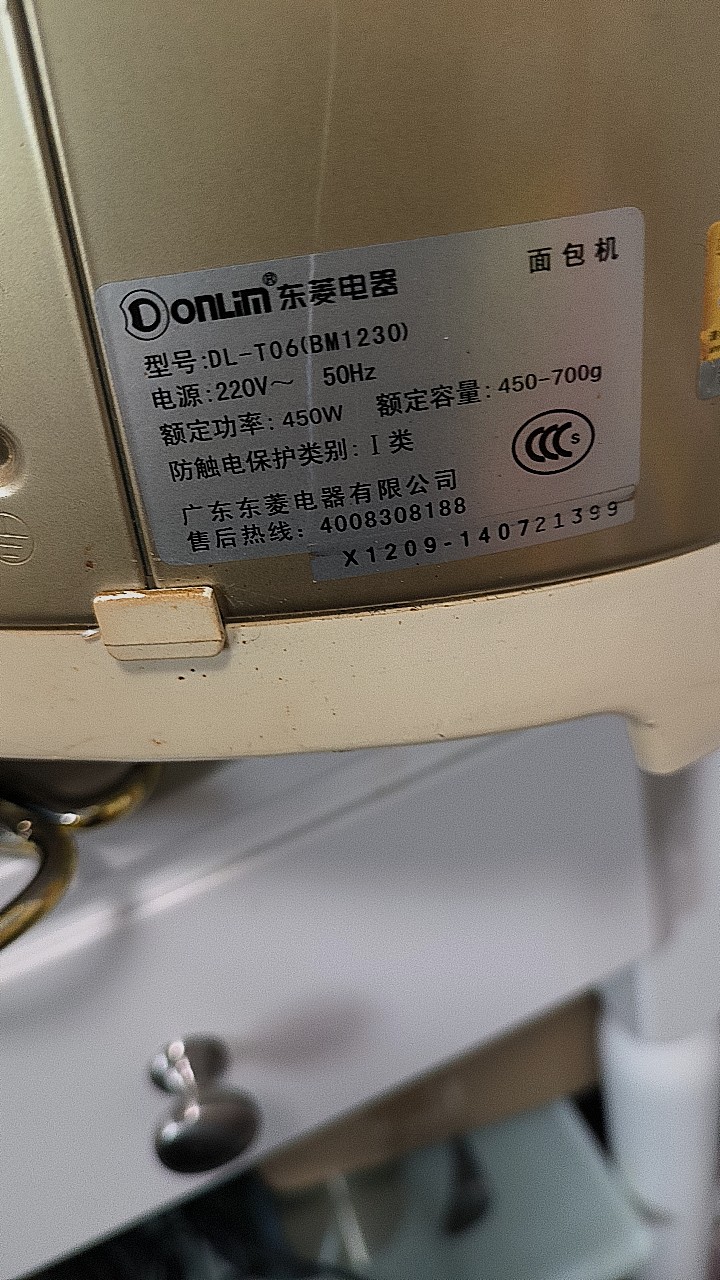 DONLIM® 东菱电器
面包机
型号:DL-T06(BM1230)
电源:220V～ 50Hz
额定功率:450W 额定容量:450-700g
防触电保护类别:Ⅰ类
CCC S
广东东菱电器有限公司
售后热线: 4008308188
X1209-140721399